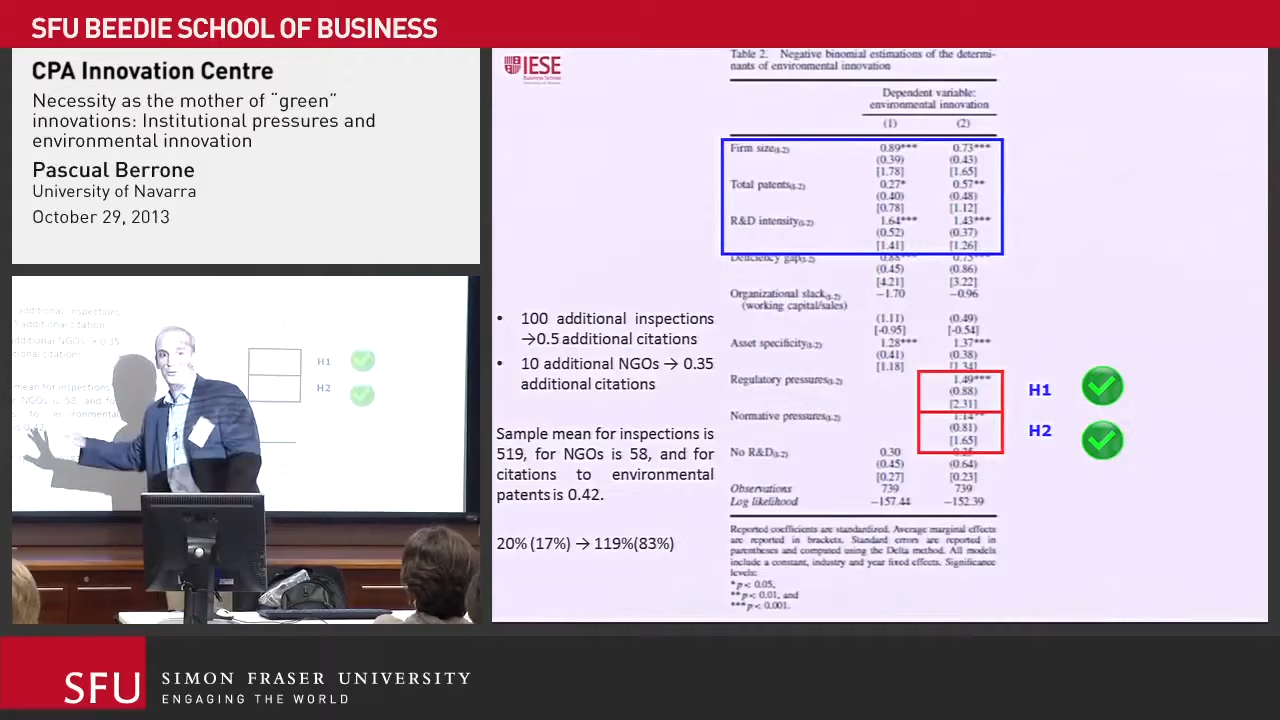 SFU BEEDIE SCHOOL OF BUSINESS
CPA Innovation Centre
Necessity as the mother of “green”
innovations: Institutional pressures and
environmental innovation
Pascual Berrone
University of Navarra
October 29, 2013
H1
H2
IESE
Business School
University of Navarra
• 100 additional inspections
→0.5 additional citations
• 10 additional NGOs → 0.35
additional citations
Sample mean for inspections is
519, for NGOs is 58, and for
citations to environmental
patents is 0.42.
20% (17%) → 119%(83%)
Table 2. Negative binomial estimations of the determi-
nants of environmental innovation
Dependent variable:
environmental innovation
(1) (2)
Firm size(t-2) 0.89*** 0.73***
(0.39) (0.43)
[1.78] [1.65]
Total patents(t-2) 0.27* 0.57**
(0.40) (0.48)
[0.78] [1.12]
R&D intensity(t-2) 1.64*** 1.43***
(0.52) (0.37)
[1.41] [1.26]
Deficiency gap(t-2)
(0.45) (0.86)
[4.21] [3.22]
Organizational slack(t-2) −1.70 −0.96
(working capital/sales)
(1.11) (0.49)
[-0.95] [-0.54]
Asset specificity(t-2) 1.28*** 1.37***
(0.41) (0.38)
[1.18] [1.34]
Regulatory pressures(t-2) 1.49***
(0.88)
[2.31]
H1
Normative pressures(t-2) 1.14**
(0.81)
[1.65]
H2
No R&D(t-2) 0.30
(0.45) (0.64)
[0.27] [0.23]
Observations 739 739
Log likelihood −157.44 −152.39
Reported coefficients are standardized. Average marginal effects
are reported in brackets. Standard errors are reported in
parentheses and computed using the Delta method. All models
include a constant, industry and year fixed effects. Significance
levels:
*p < 0.05,
**p < 0.01, and
***p < 0.001.
SFU SIMON FRASER UNIVERSITY
ENGAGING THE WORLD